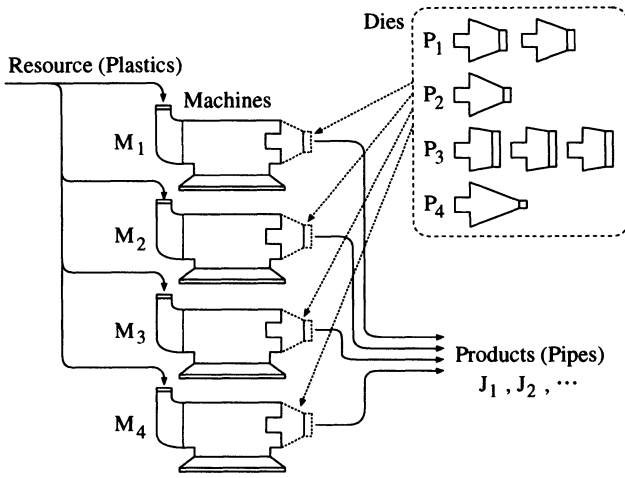 Dies
P1
Resource (Plastics)
Machines
P2
M1
P3
P4
M2
M3
Products (Pipes)
J1 , J2 , ···
M4